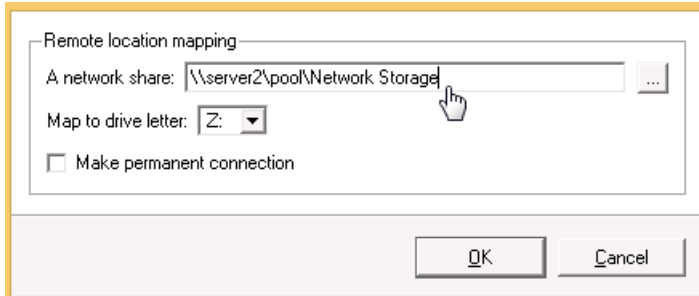 Remote location mapping
A network share: \\server2\pool\Network Storage ...
Map to drive letter: Z:
Make permanent connection
OK Cancel